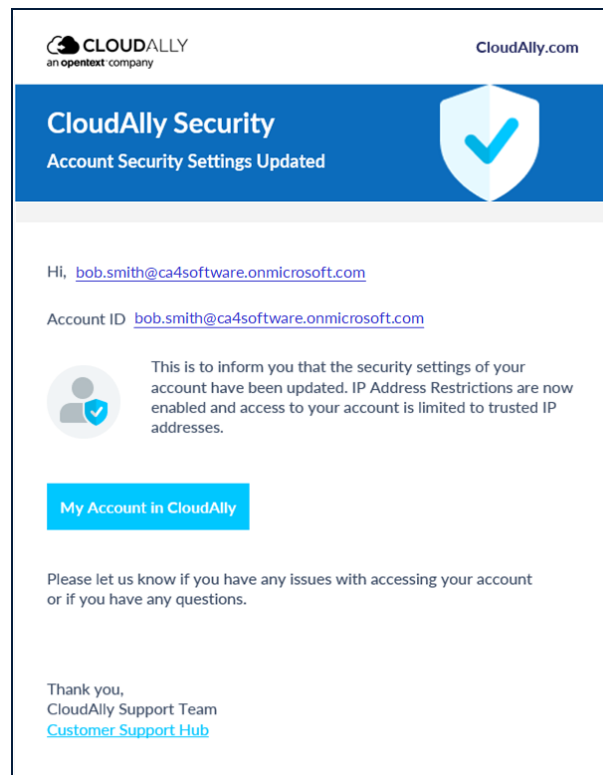 CLOUDALLY
an opentext™ company
CloudAlly.com
CloudAlly Security
Account Security Settings Updated
Hi, bob.smith@ca4software.onmicrosoft.com
Account ID bob.smith@ca4software.onmicrosoft.com
This is to inform you that the security settings of your
account have been updated. IP Address Restrictions are now
enabled and access to your account is limited to trusted IP
addresses.
My Account in CloudAlly
Please let us know if you have any issues with accessing your account
or if you have any questions.
Thank you,
CloudAlly Support Team
Customer Support Hub